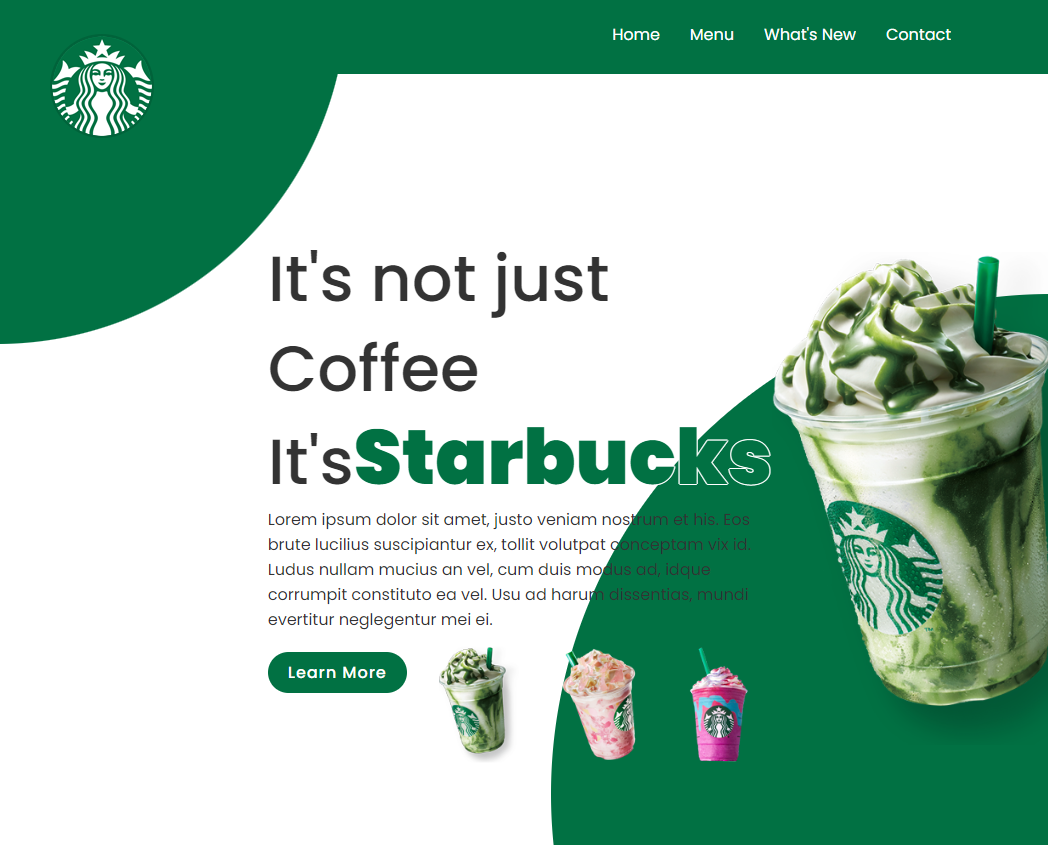 Home Menu What's New Contact
It's not just
Coffee
It'sStarbucks
Lorem ipsum dolor sit amet, justo veniam nostrum et his. Eos
brute lucilius suscipiantur ex, tollit volutpat conceptam vix id.
Ludus nullam mucius an vel, cum duis modus ad, idque
corrumpit constituto ea vel. Usu ad harum dissentias, mundi
evertitur neglegentur mei ei.
Learn More